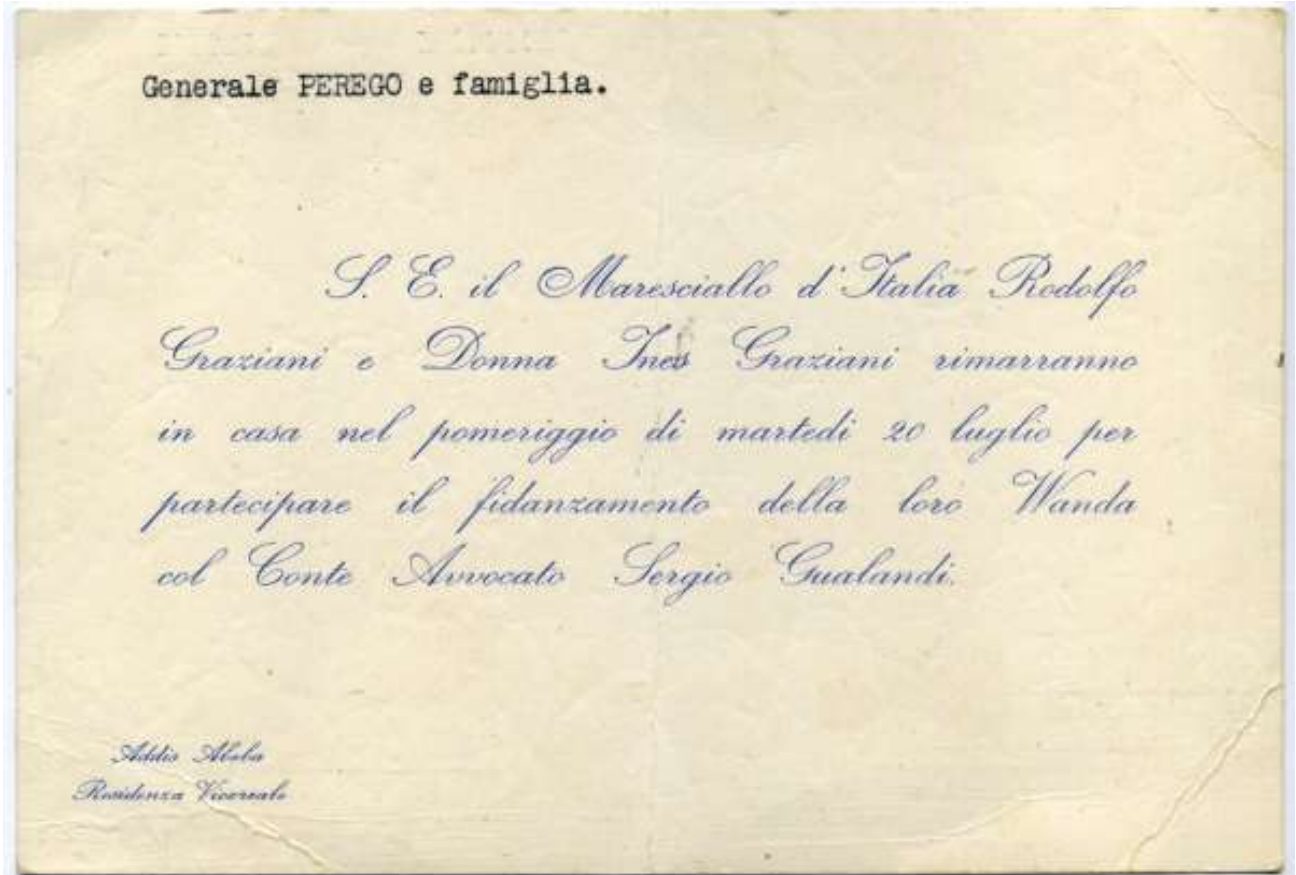 Generale PEREGO e famiglia.
S. E. il Maresciallo d'Italia Rodolfo
Graziani e Donna Ines Graziani rimarranno
in casa nel pomeriggio di martedì 20 luglio per
partecipare il fidanzamento della loro Wanda
col Conte Avvocato Sergio Gualandi.
Addis Abeba
Residenza Vicereale